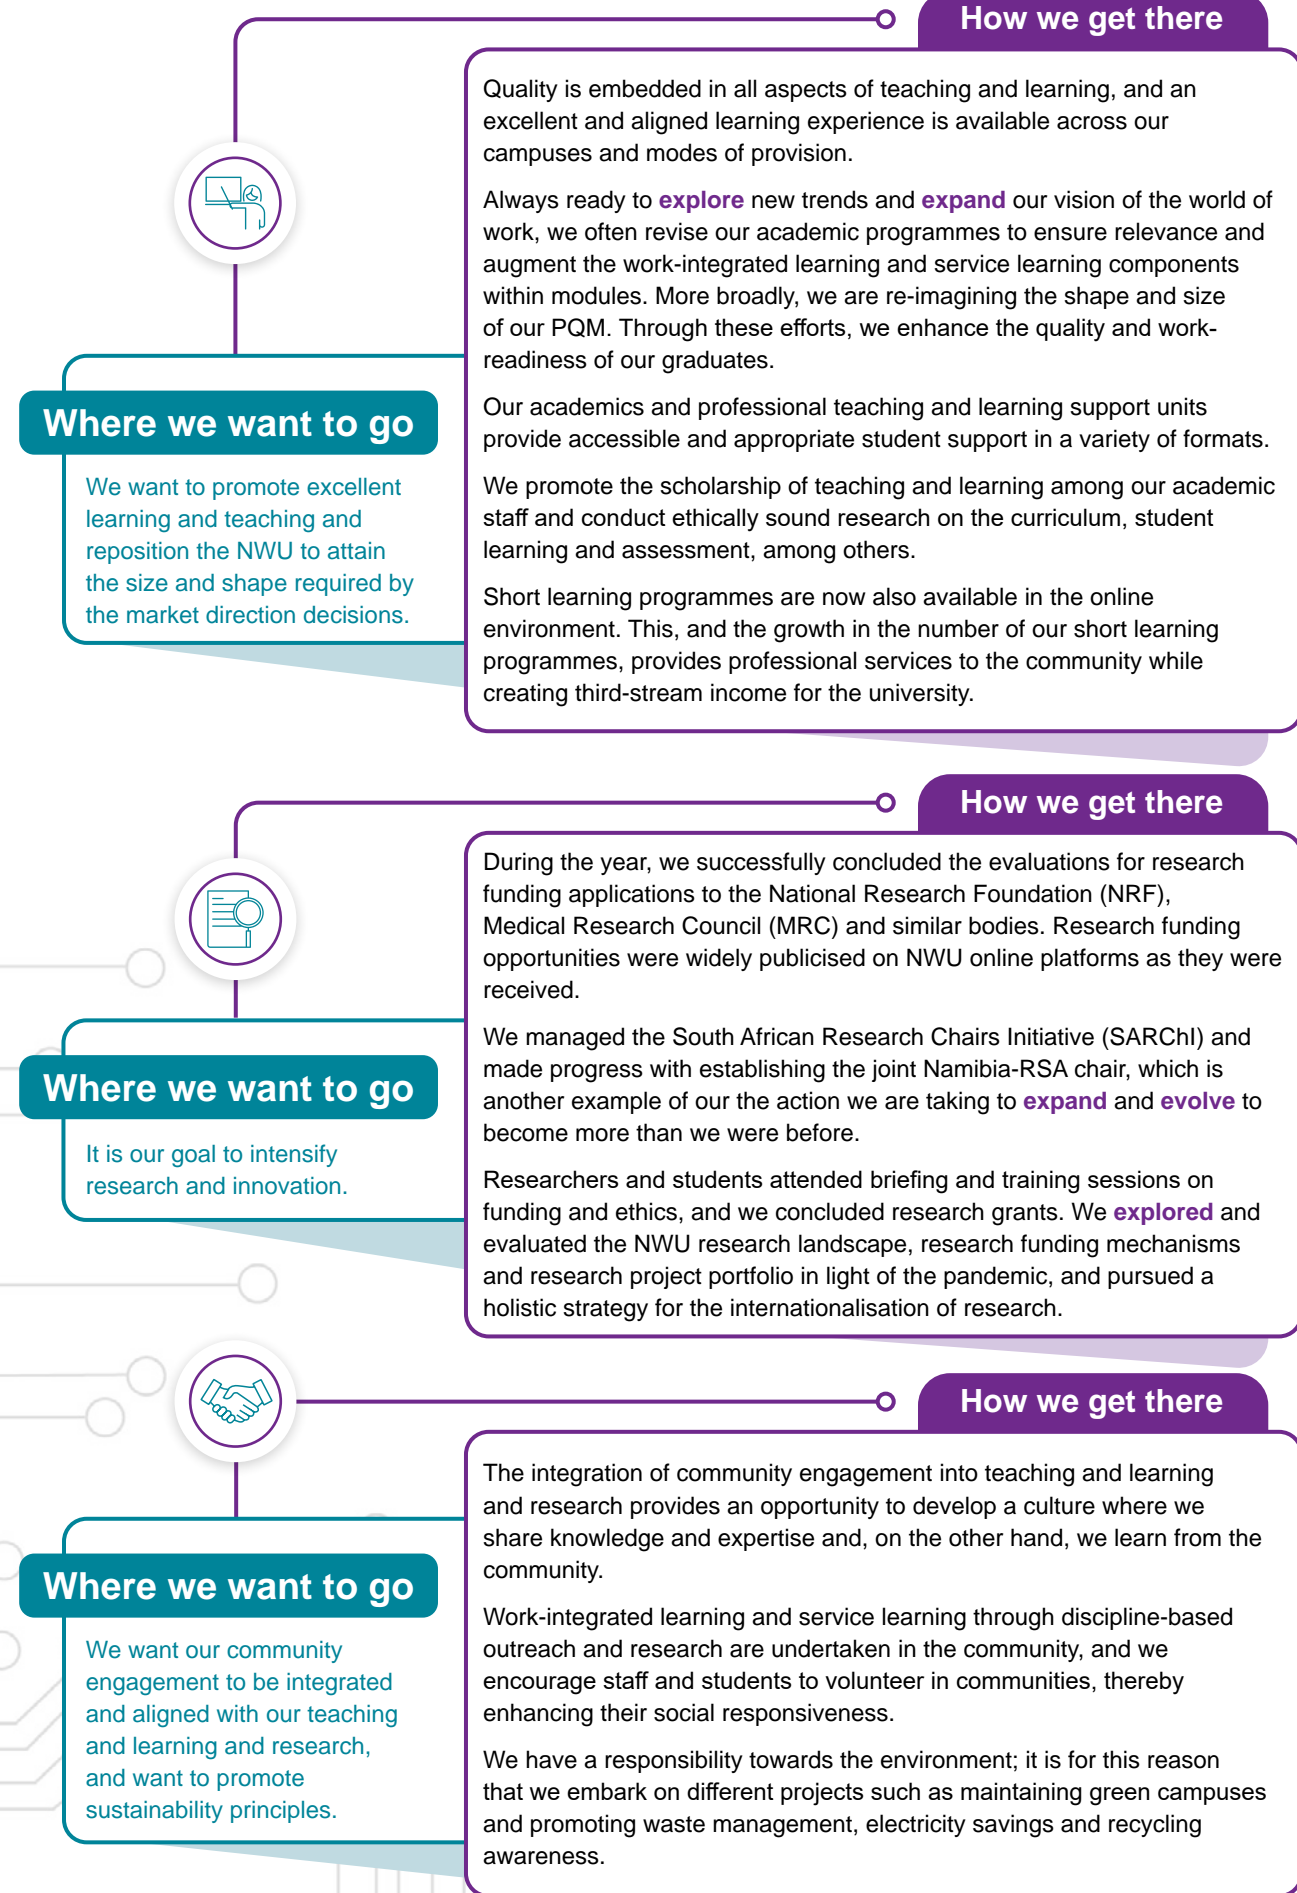 How we get there
Quality is embedded in all aspects of teaching and learning, and an
excellent and aligned learning experience is available across our
campuses and modes of provision.
Always ready to explore new trends and expand our vision of the world of
work, we often revise our academic programmes to ensure relevance and
augment the work-integrated learning and service learning components
within modules. More broadly, we are re-imagining the shape and size
of our PQM. Through these efforts, we enhance the quality and work-
readiness of our graduates.
Our academics and professional teaching and learning support units
provide accessible and appropriate student support in a variety of formats.
We promote the scholarship of teaching and learning among our academic
staff and conduct ethically sound research on the curriculum, student
learning and assessment, among others.
Short learning programmes are now also available in the online
environment. This, and the growth in the number of our short learning
programmes, provides professional services to the community while
creating third-stream income for the university.
Where we want to go
We want to promote excellent
learning and teaching and
reposition the NWU to attain
the size and shape required by
the market direction decisions.
How we get there
During the year, we successfully concluded the evaluations for research
funding applications to the National Research Foundation (NRF),
Medical Research Council (MRC) and similar bodies. Research funding
opportunities were widely publicised on NWU online platforms as they were
received.
We managed the South African Research Chairs Initiative (SARChI) and
made progress with establishing the joint Namibia-RSA chair, which is
another example of our the action we are taking to expand and evolve to
become more than we were before.
Researchers and students attended briefing and training sessions on
funding and ethics, and we concluded research grants. We explored and
evaluated the NWU research landscape, research funding mechanisms
and research project portfolio in light of the pandemic, and pursued a
holistic strategy for the internationalisation of research.
Where we want to go
It is our goal to intensify
research and innovation.
How we get there
The integration of community engagement into teaching and learning
and research provides an opportunity to develop a culture where we
share knowledge and expertise and, on the other hand, we learn from the
community.
Work-integrated learning and service learning through discipline-based
outreach and research are undertaken in the community, and we
encourage staff and students to volunteer in communities, thereby
enhancing their social responsiveness.
We have a responsibility towards the environment; it is for this reason
that we embark on different projects such as maintaining green campuses
and promoting waste management, electricity savings and recycling
awareness.
Where we want to go
We want our community
engagement to be integrated
and aligned with our teaching
and learning and research,
and want to promote
sustainability principles.